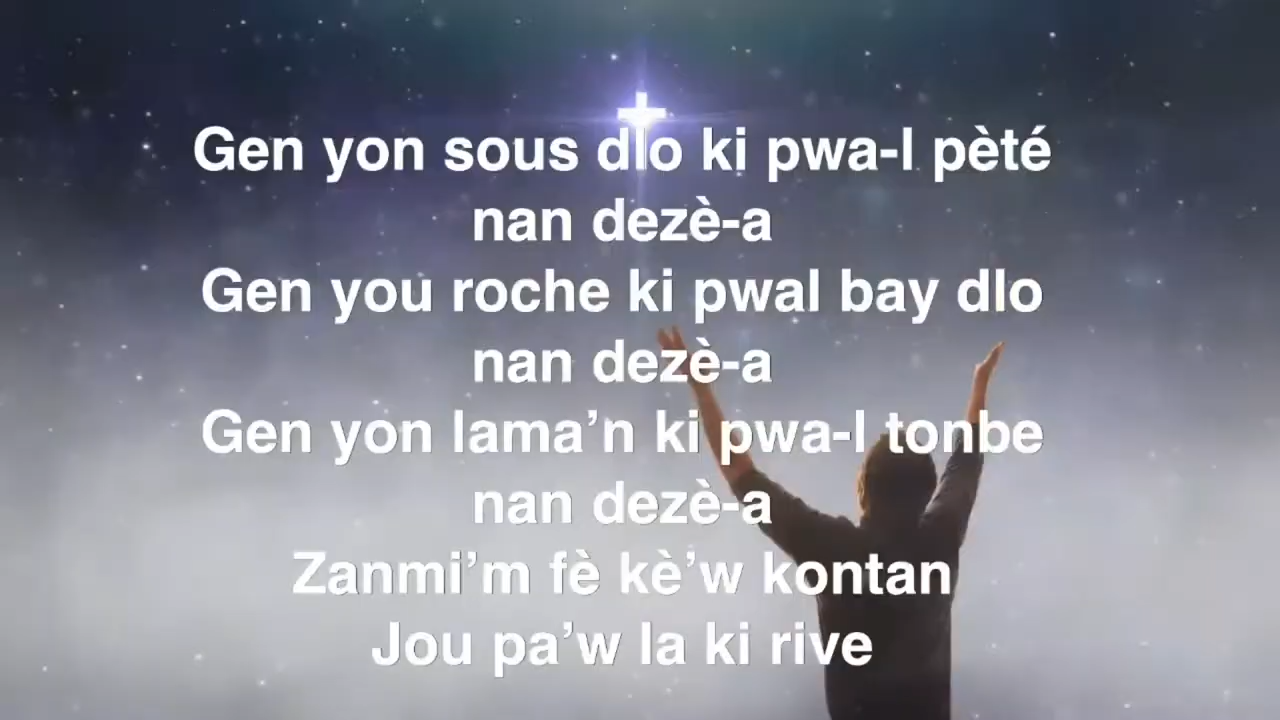 Gen yon sous dlo ki pwa-l pèté
nan dezè-a
Gen you roche ki pwal bay dlo
nan dezè-a
Gen yon lama’n ki pwa-l tonbe
nan dezè-a
Zanmi’m fè kè’w kontan
Jou pa’w la ki rive